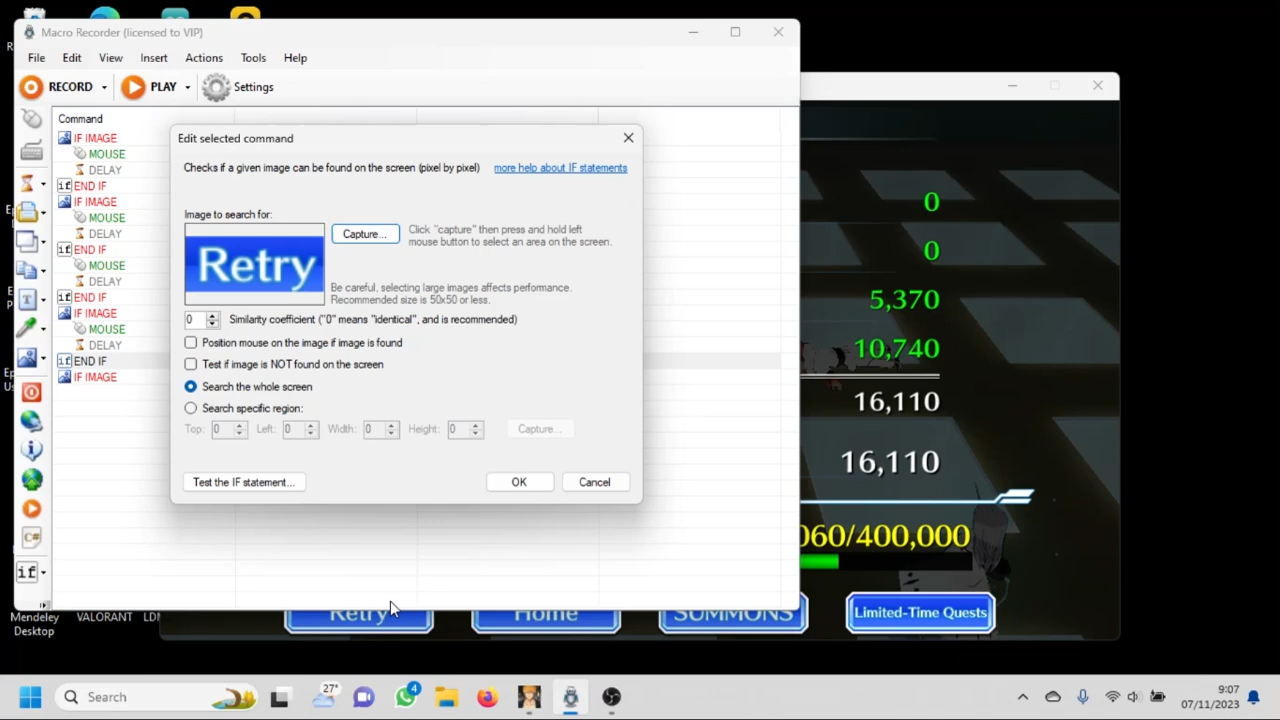 Macro Recorder (licensed to VIP)
File Edit View Insert Actions Tools Help
RECORD PLAY Settings
Command
IF IMAGE
MOUSE
DELAY
if END IF
IF IMAGE
MOUSE
DELAY
if END IF
MOUSE
DELAY
if END IF
IF IMAGE
MOUSE
DELAY
if END IF
IF IMAGE
Edit selected command
Checks if a given image can be found on the screen (pixel by pixel) more help about IF statements
Image to search for:
Retry
Capture...
Click "capture" then press and hold left
mouse button to select an area on the screen.
Be careful, selecting large images affects performance.
Recommended size is 50x50 or less.
0 Similarity coefficient ("0" means "identical", and is recommended)
Position mouse on the image if image is found
Test if image is NOT found on the screen
Search the whole screen
Search specific region:
Top: 0 Left: 0 Width: 0 Height: 0 Capture...
Test the IF statement... OK Cancel
T
C#
if
0
0
5,370
10,740
16,110
16,110
060/400,000
Retry Home SUMMONS Limited-Time Quests
Mendeley
Desktop
VALORANT LD
Search
27°
4
9:07
07/11/2023